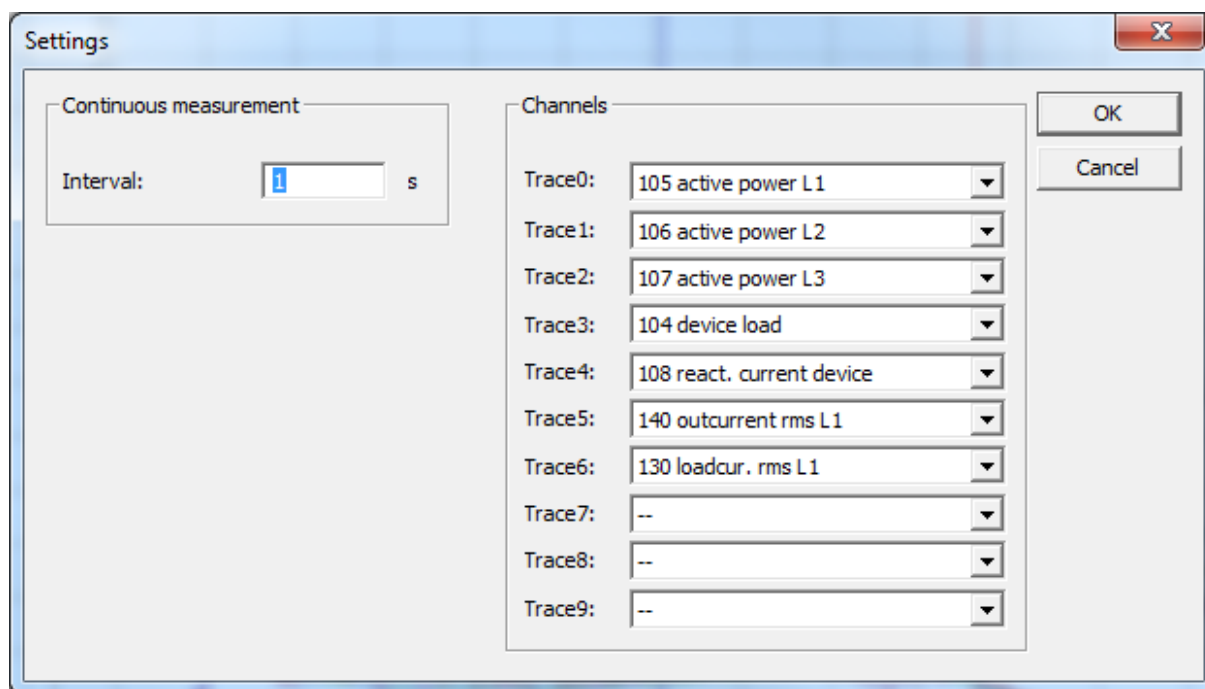 Settings
Continuous measurement
Interval: 1 s
Channels
Trace0: 105 active power L1
Trace1: 106 active power L2
Trace2: 107 active power L3
Trace3: 104 device load
Trace4: 108 react. current device
Trace5: 140 outcurrent rms L1
Trace6: 130 loadcur. rms L1
Trace7: --
Trace8: --
Trace9: --
OK
Cancel